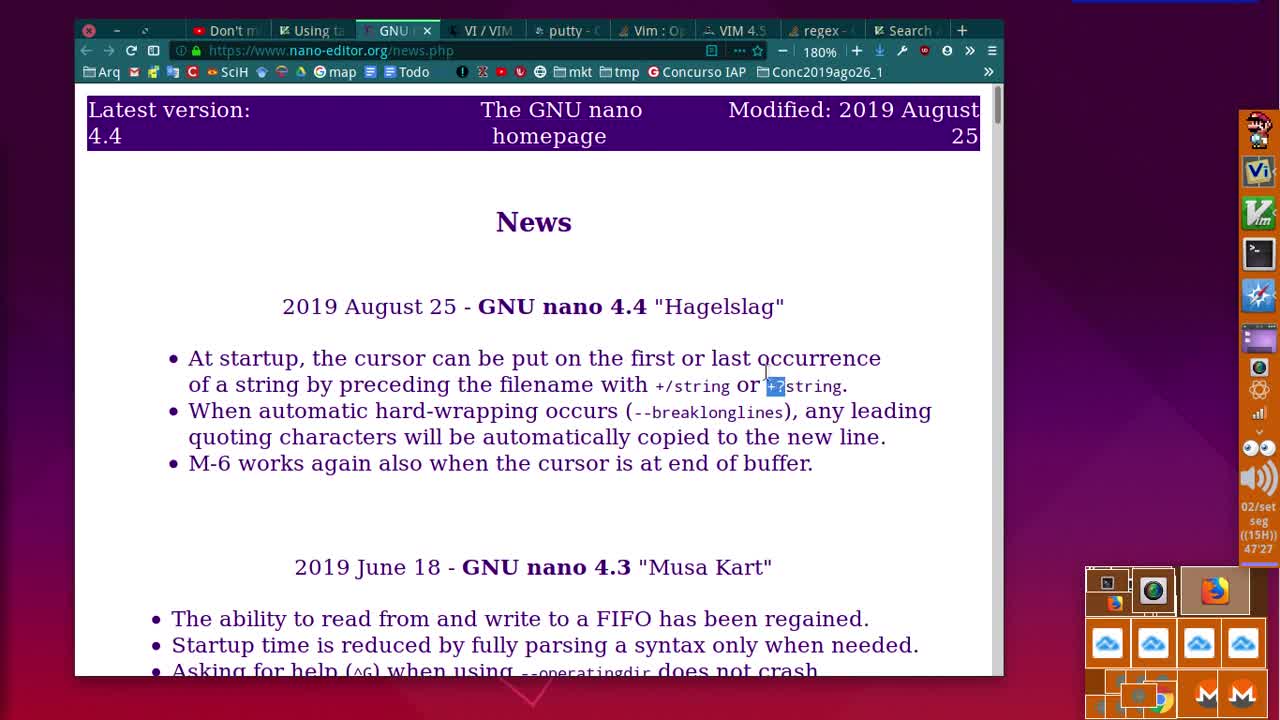 Don't m
Using ta
GNU
VI / VIM
putty - C
Vim : Op
VIM 4.5
regex -
Search
https://www.nano-editor.org/news.php
180%
Arq
SciH
map
Todo
mkt
tmp
Concurso IAP
Conc2019ago26_1
Latest version: 4.4
The GNU nano homepage
Modified: 2019 August 25
News
2019 August 25 - GNU nano 4.4 "Hagelslag"
• At startup, the cursor can be put on the first or last occurrence
of a string by preceding the filename with +/string or +?string.
• When automatic hard-wrapping occurs (--breaklonglines), any leading
quoting characters will be automatically copied to the new line.
• M-6 works again also when the cursor is at end of buffer.
2019 June 18 - GNU nano 4.3 "Musa Kart"
• The ability to read from and write to a FIFO has been regained.
• Startup time is reduced by fully parsing a syntax only when needed.
• Asking for help (^G) when using --operatingdir does not crash
Vi
Vim
02/set
seg
((15H))
47'27